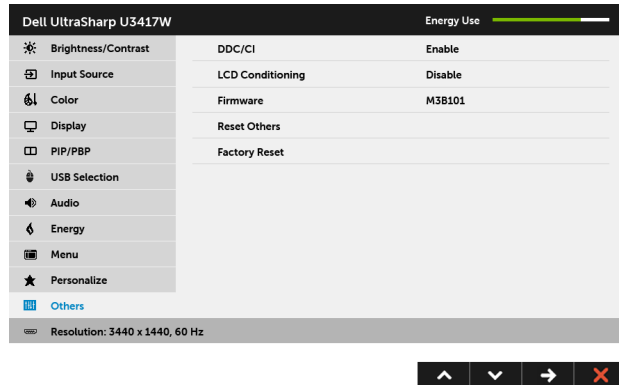 Dell UltraSharp U3417W Energy Use
Brightness/Contrast DDC/CI Enable
Input Source LCD Conditioning Disable
Color Firmware M3B101
Display Reset Others
PIP/PBP Factory Reset
USB Selection
Audio
Energy
Menu
Personalize
Others
Resolution: 3440 x 1440, 60 Hz